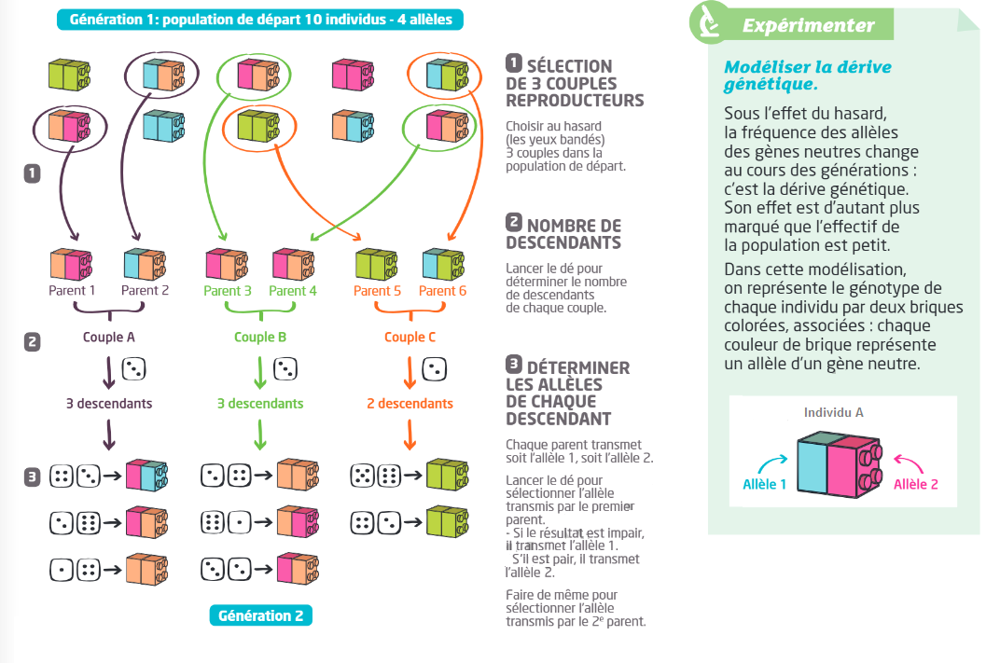 Génération 1: population de départ 10 individus - 4 allèles
1
Parent 1
Parent 2
Parent 3
Parent 4
Parent 5
Parent 6
2
Couple A
Couple B
Couple C
3 descendants
3 descendants
2 descendants
3
Génération 2
1 SÉLECTION
DE 3 COUPLES
REPRODUCTEURS
Choisir au hasard
(les yeux bandés)
3 couples dans la
population de départ.
2 NOMBRE DE
DESCENDANTS
Lancer le dé pour
déterminer le nombre
de descendants
de chaque couple.
3 DÉTERMINER
LES ALLÈLES
DE CHAQUE
DESCENDANT
Chaque parent transmet
soit l'allèle 1, soit l'allèle 2.
Lancer le dé pour
sélectionner l'allèle
transmis par le premier
parent.
- Si le résultat est impair,
il transmet l'allèle 1.
S'il est pair, il transmet
l'allèle 2.
Faire de même pour
sélectionner l'allèle
transmis par le 2e parent.
Expérimenter
Modéliser la dérive
génétique.
Sous l'effet du hasard,
la fréquence des allèles
des gènes neutres change
au cours des générations :
c'est la dérive génétique.
Son effet est d'autant plus
marqué que l'effectif de
la population est petit.
Dans cette modélisation,
on représente le génotype de
chaque individu par deux briques
colorées, associées : chaque
couleur de brique représente
un allèle d'un gène neutre.
Individu A
Allèle 1
Allèle 2